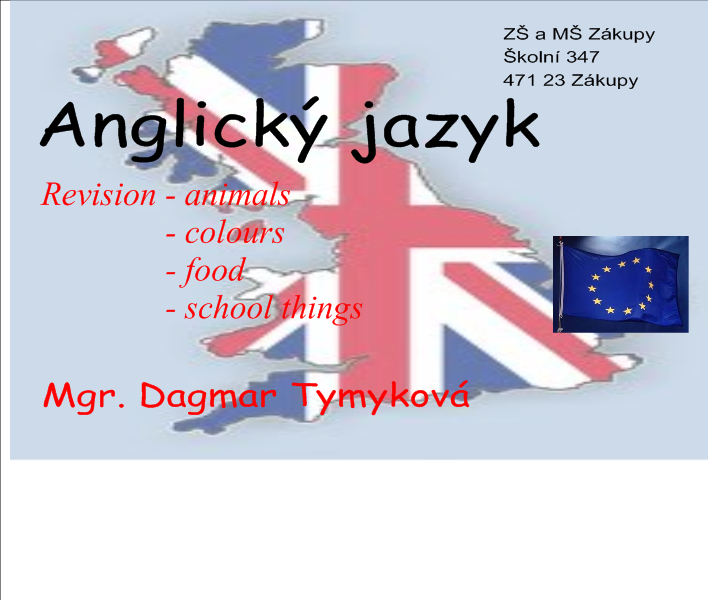 ZŠ a MŠ Zákupy
Školní 347
471 23 Zákupy
Anglický jazyk
Revision - animals
- colours
- food
- school things
Mgr. Dagmar Tymyková